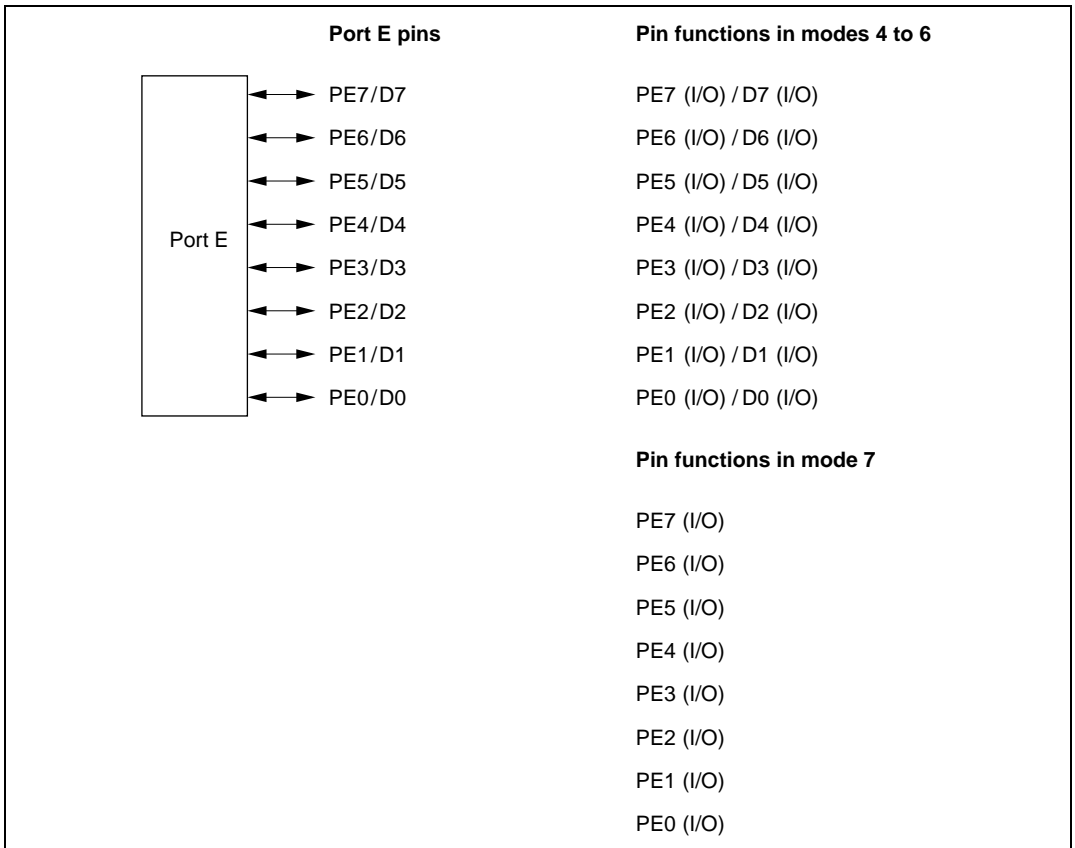 Port E pins Pin functions in modes 4 to 6
PE7/D7 PE7 (I/O) / D7 (I/O)
PE6/D6 PE6 (I/O) / D6 (I/O)
PE5/D5 PE5 (I/O) / D5 (I/O)
PE4/D4 PE4 (I/O) / D4 (I/O)
Port E
PE3/D3 PE3 (I/O) / D3 (I/O)
PE2/D2 PE2 (I/O) / D2 (I/O)
PE1/D1 PE1 (I/O) / D1 (I/O)
PE0/D0 PE0 (I/O) / D0 (I/O)
Pin functions in mode 7
PE7 (I/O)
PE6 (I/O)
PE5 (I/O)
PE4 (I/O)
PE3 (I/O)
PE2 (I/O)
PE1 (I/O)
PE0 (I/O)